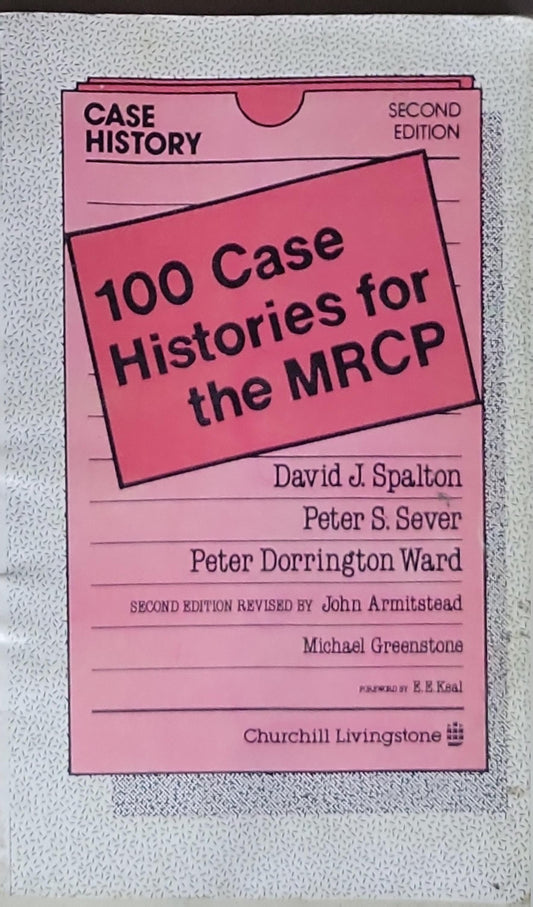 CASE
HISTORY
SECOND
EDITION
100 Case
Histories for
the MRCP
David J. Spalton
Peter S. Sever
Peter Dorrington Ward
SECOND EDITION REVISED BY John Armitstead
Michael Greenstone
FOREWORD BY E. E. Keal
Churchill Livingstone